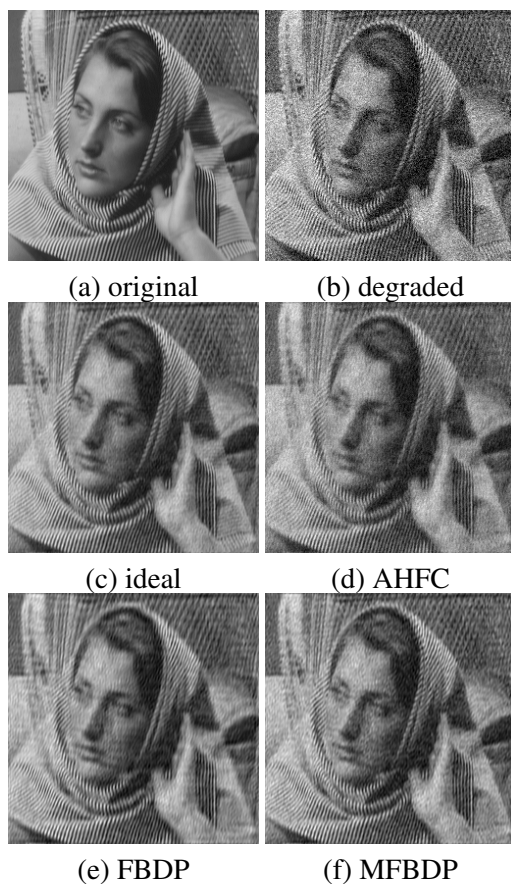 (a) original
(b) degraded
(c) ideal
(d) AHFC
(e) FBDP
(f) MFBDP